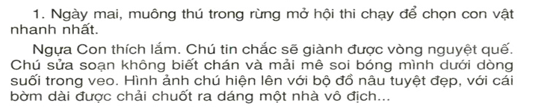 1. Ngày mai, muông thú trong rừng mở hội thi chạy để chọn con vật
nhanh nhất.
Ngựa Con thích lắm. Chú tin chắc sẽ giành được vòng nguyệt quế.
Chú sửa soạn không biết chán và mải mê soi bóng mình dưới dòng
suối trong veo. Hình ảnh chú hiện lên với bộ đồ nâu tuyệt đẹp, với cái
bờm dài được chải chuốt ra dáng một nhà vô địch...